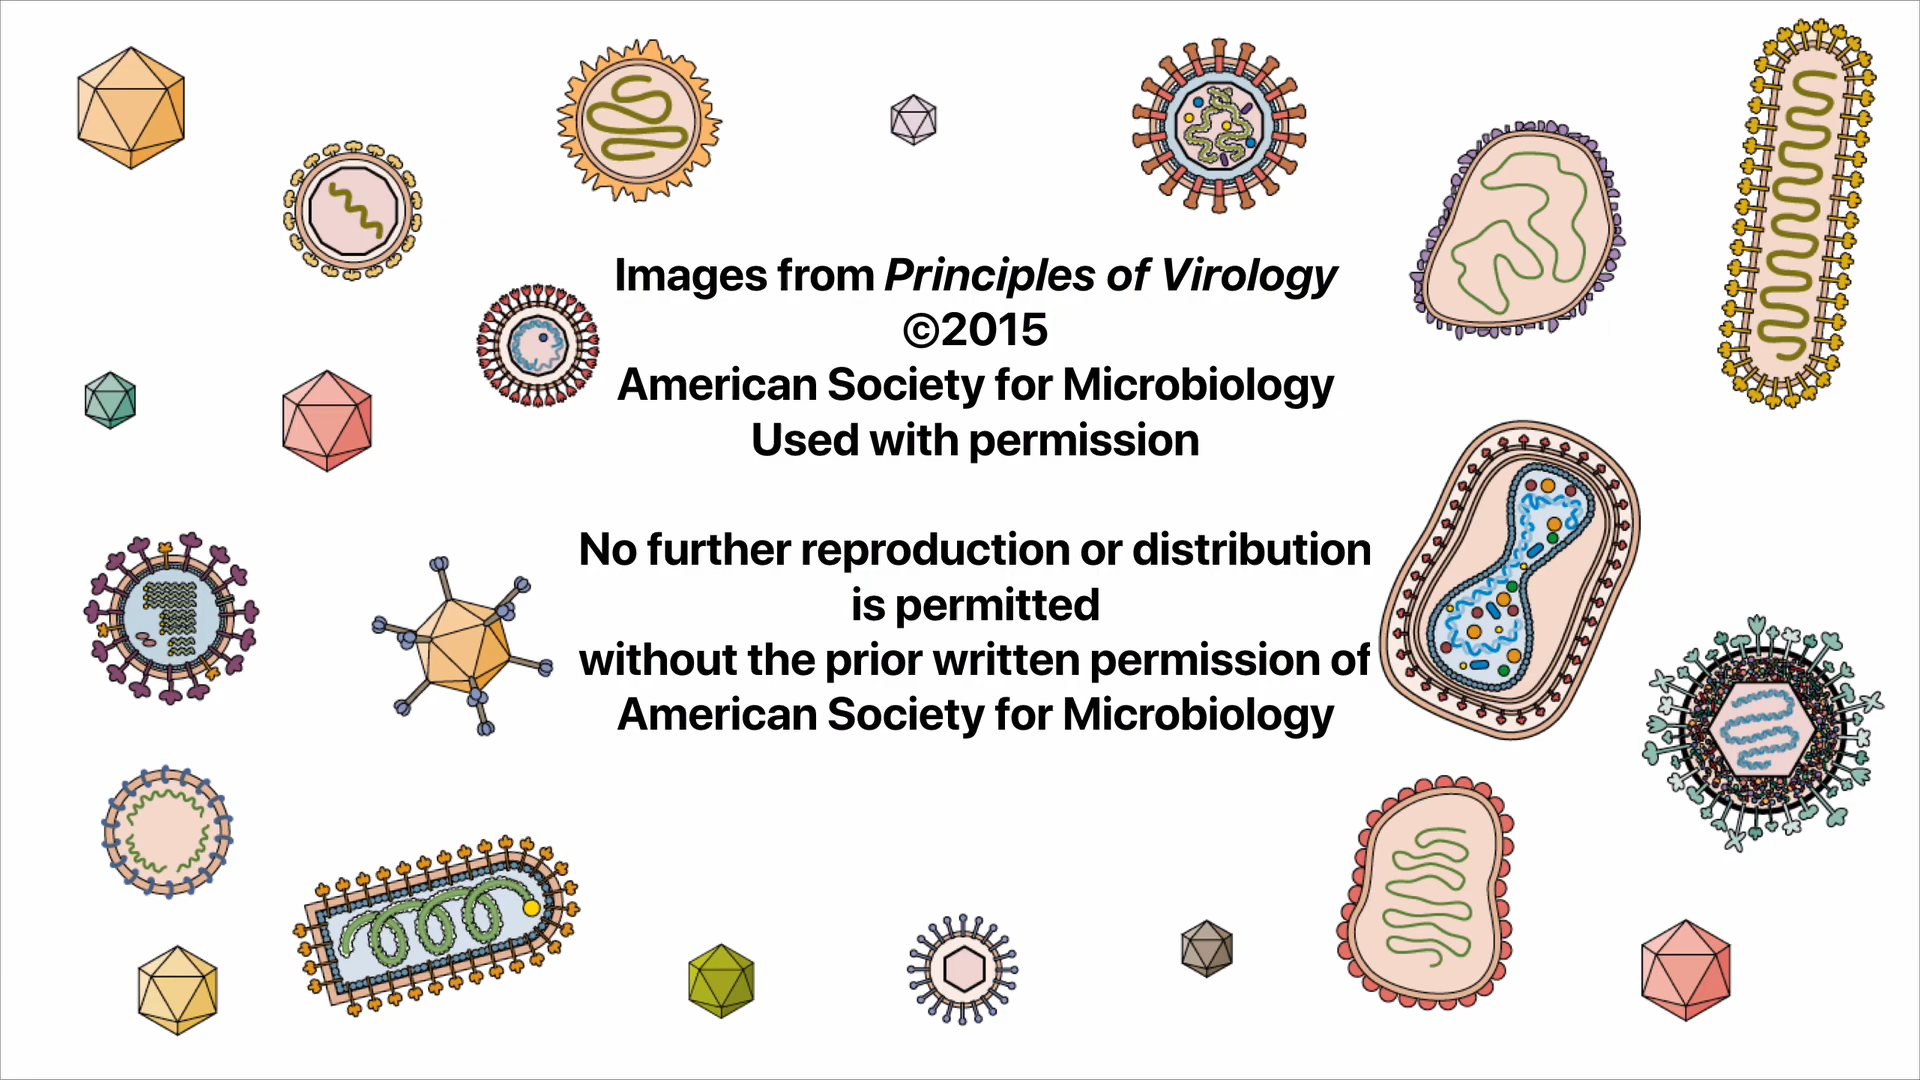 Images from Principles of Virology
©2015
American Society for Microbiology
Used with permission
No further reproduction or distribution
is permitted
without the prior written permission of
American Society for Microbiology